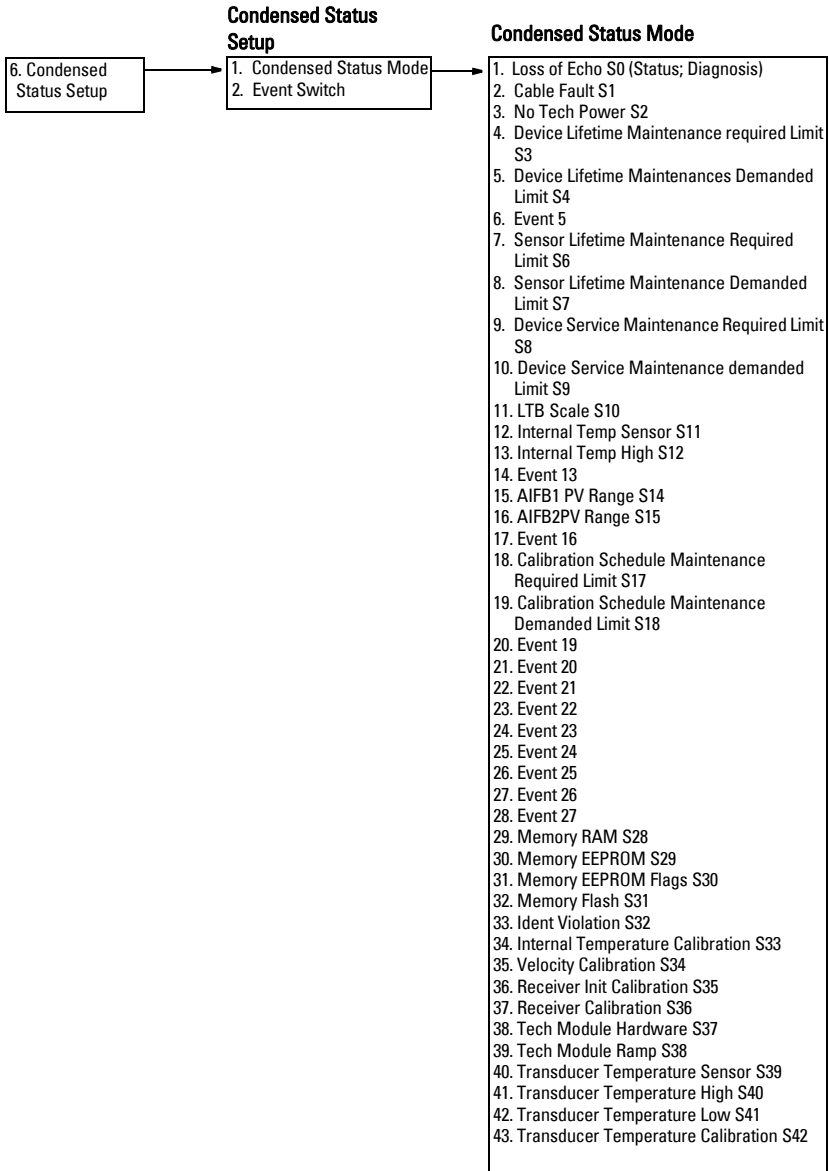 Condensed Status
Setup
Condensed Status Mode
6. Condensed
Status Setup
1. Condensed Status Mode
2. Event Switch
1. Loss of Echo S0 (Status; Diagnosis)
2. Cable Fault S1
3. No Tech Power S2
4. Device Lifetime Maintenance required Limit
S3
5. Device Lifetime Maintenances Demanded
Limit S4
6. Event 5
7. Sensor Lifetime Maintenance Required
Limit S6
8. Sensor Lifetime Maintenance Demanded
Limit S7
9. Device Service Maintenance Required Limit
S8
10. Device Service Maintenance demanded
Limit S9
11. LTB Scale S10
12. Internal Temp Sensor S11
13. Internal Temp High S12
14. Event 13
15. AIFB1 PV Range S14
16. AIFB2PV Range S15
17. Event 16
18. Calibration Schedule Maintenance
Required Limit S17
19. Calibration Schedule Maintenance
Demanded Limit S18
20. Event 19
21. Event 20
22. Event 21
23. Event 22
24. Event 23
25. Event 24
26. Event 25
27. Event 26
28. Event 27
29. Memory RAM S28
30. Memory EEPROM S29
31. Memory EEPROM Flags S30
32. Memory Flash S31
33. Ident Violation S32
34. Internal Temperature Calibration S33
35. Velocity Calibration S34
36. Receiver Init Calibration S35
37. Receiver Calibration S36
38. Tech Module Hardware S37
39. Tech Module Ramp S38
40. Transducer Temperature Sensor S39
41. Transducer Temperature High S40
42. Transducer Temperature Low S41
43. Transducer Temperature Calibration S42